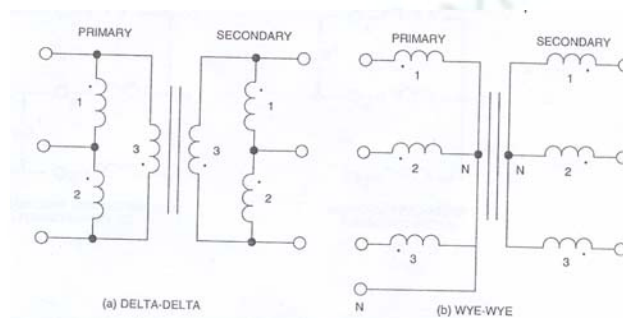 PRIMARY
SECONDARY
1
1
3
3
2
2
(a) DELTA-DELTA
PRIMARY
SECONDARY
1
1
2
N
N
2
3
3
N
(b) WYE-WYE